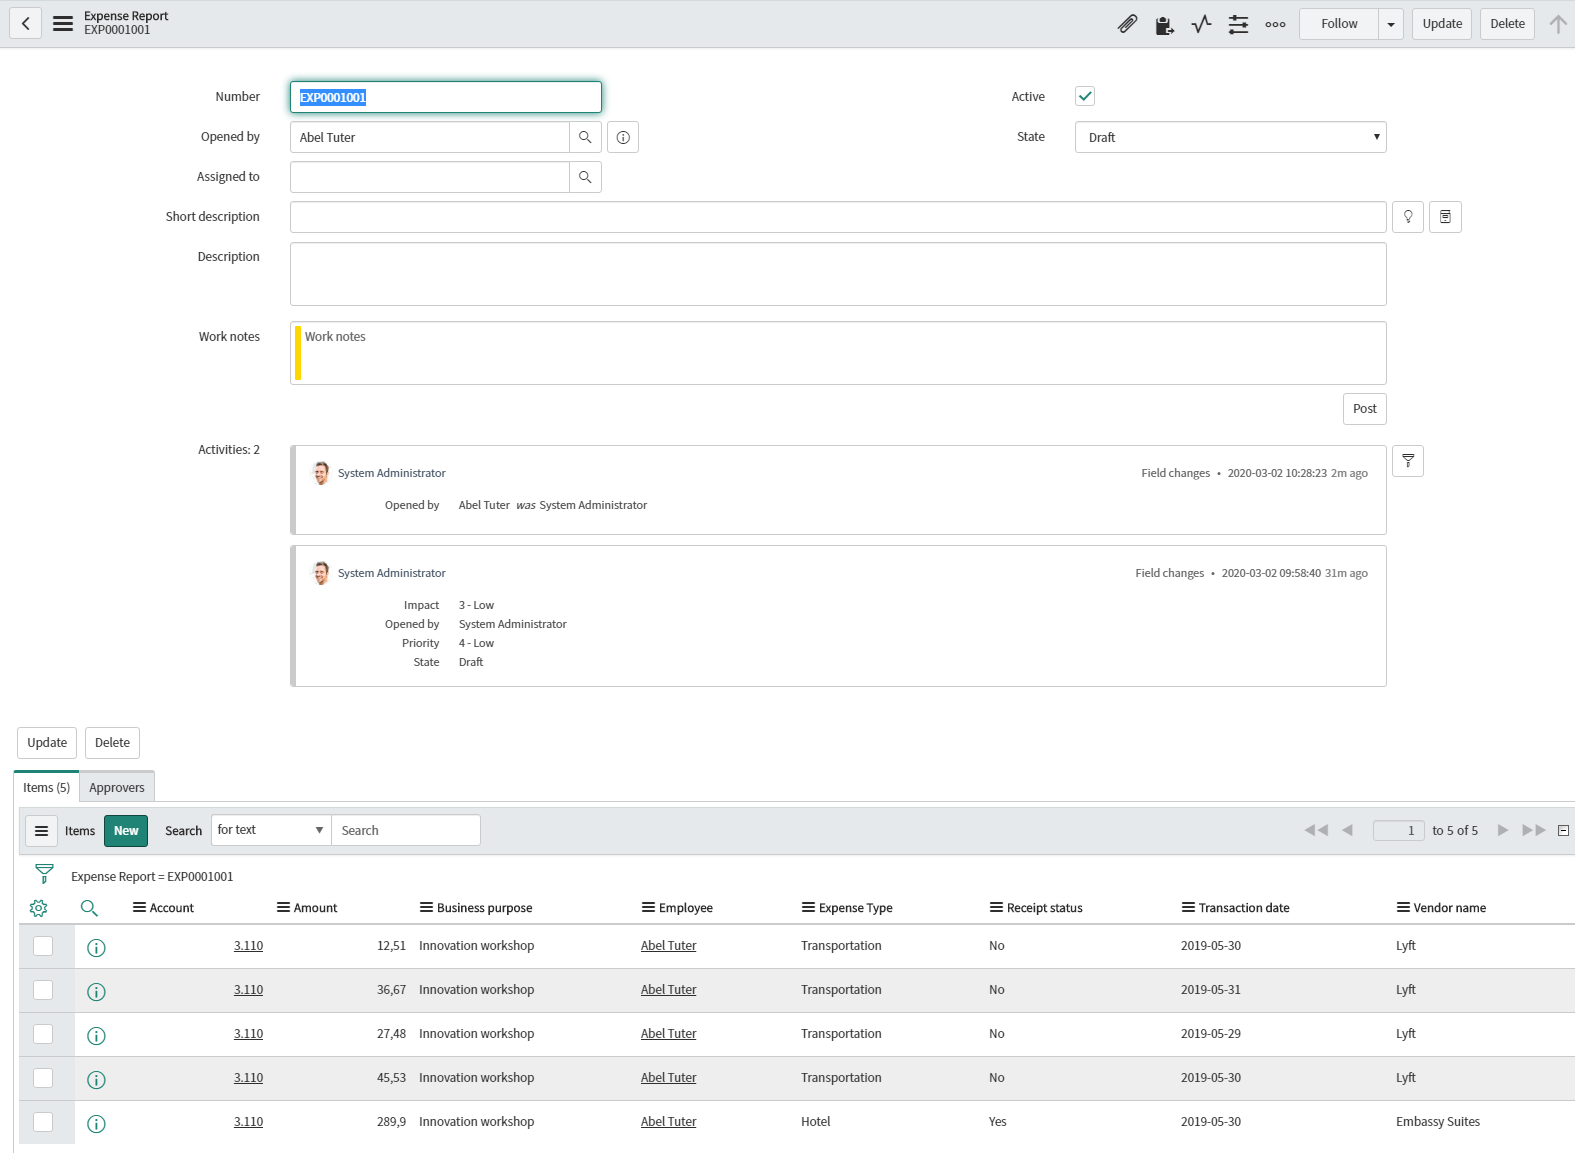 Expense Report
EXP0001001
Follow
Update
Delete
Number
EXP0001001
Active
Opened by
Abel Tuter
State
Draft
Assigned to
Short description
Description
Work notes
Work notes
Post
Activities: 2
System Administrator
Field changes • 2020-03-02 10:28:23 2m ago
Opened by Abel Tuter was System Administrator
System Administrator
Field changes • 2020-03-02 09:58:40 31m ago
Impact 3 - Low
Opened by System Administrator
Priority 4 - Low
State Draft
Update
Delete
Items (5)
Approvers
Items
New
Search
for text
Search
1 to 5 of 5
Expense Report = EXP0001001
Account Amount Business purpose Employee Expense Type Receipt status Transaction date Vendor name
3.110 12,51 Innovation workshop Abel Tuter Transportation No 2019-05-30 Lyft
3.110 36,67 Innovation workshop Abel Tuter Transportation No 2019-05-31 Lyft
3.110 27,48 Innovation workshop Abel Tuter Transportation No 2019-05-29 Lyft
3.110 45,53 Innovation workshop Abel Tuter Transportation No 2019-05-30 Lyft
3.110 289,9 Innovation workshop Abel Tuter Hotel Yes 2019-05-30 Embassy Suites